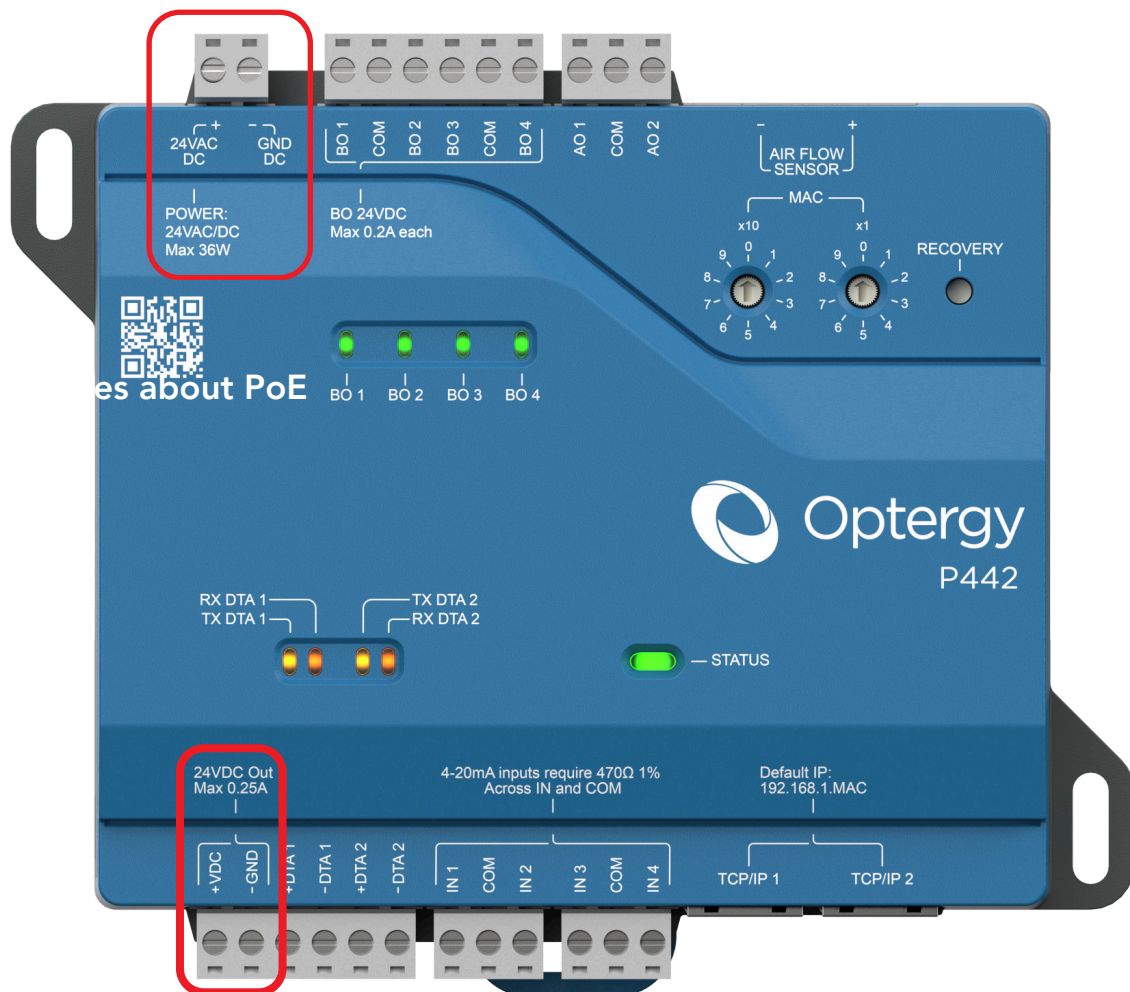 + -
24VAC DC
GND DC
POWER:
24VAC/DC
Max 36W
BO 1
COM
BO 2
BO 3
COM
BO 4
BO 24VDC
Max 0.2A each
AO 1
COM
AO 2
- +
AIR FLOW
SENSOR
MAC
x10
0
1
2
3
4
5
6
7
8
9
x1
0
1
2
3
4
5
6
7
8
9
RECOVERY
es about PoE
BO 1 BO 2 BO 3 BO 4
Optergy
P442
RX DTA 1
TX DTA 1
TX DTA 2
RX DTA 2
STATUS
24VDC Out
Max 0.25A
4-20mA inputs require 470Ω 1%
Across IN and COM
Default IP:
192.168.1.MAC
+VDC
-GND
+DTA 1
-DTA 1
+DTA 2
-DTA 2
IN 1
COM
IN 2
IN 3
COM
IN 4
TCP/IP 1
TCP/IP 2